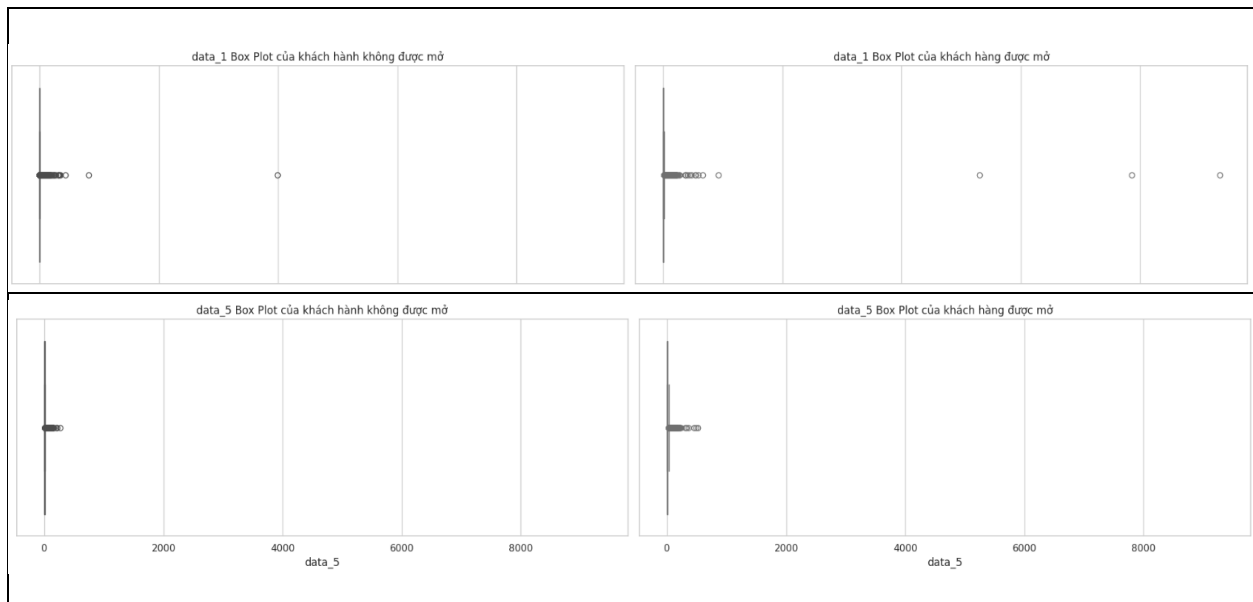 data_1 Box Plot của khách hành không được mở
data_1 Box Plot của khách hàng được mở
data_5 Box Plot của khách hành không được mở
data_5 Box Plot của khách hàng được mở
0 2000 4000 6000 8000
0 2000 4000 6000 8000
data_5
data_5